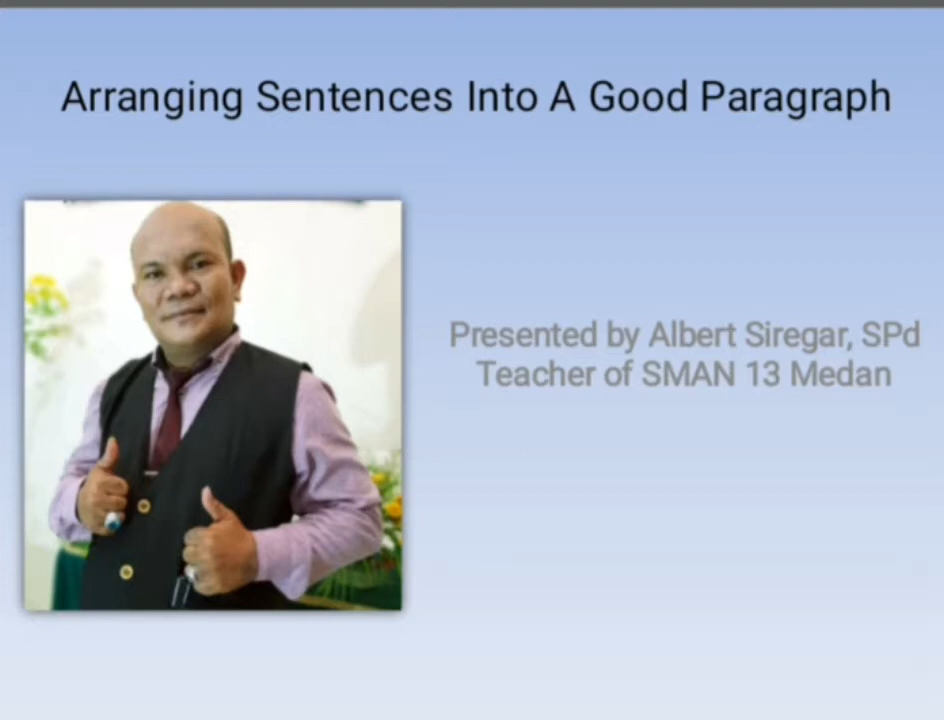 Arranging Sentences Into A Good Paragraph
Presented by Albert Siregar, SPd
Teacher of SMAN 13 Medan